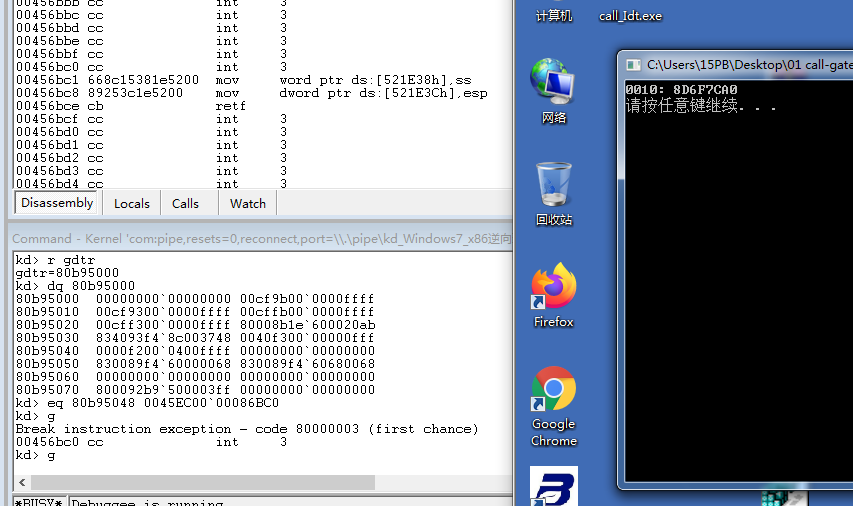 00456bbb cc int 3
00456bbc cc int 3
00456bbd cc int 3
00456bbe cc int 3
00456bbf cc int 3
00456bc0 cc int 3
00456bc1 668c15381e5200 mov word ptr ds:[521E38h],ss
00456bc8 89253c1e5200 mov dword ptr ds:[521E3Ch],esp
00456bce cb retf
00456bcf cc int 3
00456bd0 cc int 3
00456bd1 cc int 3
00456bd2 cc int 3
00456bd3 cc int 3
00456bd4 cc int 3
Disassembly Locals Calls Watch
Command - Kernel 'com:pipe,resets=0,reconnect,port=\\.\pipe\kd_Windows7_x86逆向
kd> r gdtr
gdtr=80b95000
kd> dq 80b95000
80b95000 00000000`00000000 00cf9b00`0000ffff
80b95010 00cf9300`0000ffff 00cffb00`0000ffff
80b95020 00cff300`0000ffff 80008b1e`600020ab
80b95030 834093f4`8c003748 0040f300`00000fff
80b95040 0000f200`0400ffff 00000000`00000000
80b95050 830089f4`60000068 830089f4`60680068
80b95060 00000000`00000000 00000000`00000000
80b95070 800092b9`500003ff 00000000`00000000
kd> eq 80b95048 0045EC00`00086BC0
kd> g
Break instruction exception - code 80000003 (first chance)
00456bc0 cc int 3
kd> g
*BUSY* Debuggee is running
计算机
call_Idt.exe
网络
回收站
Firefox
Google
Chrome
C:\Users\15PB\Desktop\01 call-gate
0010: 8D6F7CA0
请按任意键继续. . .